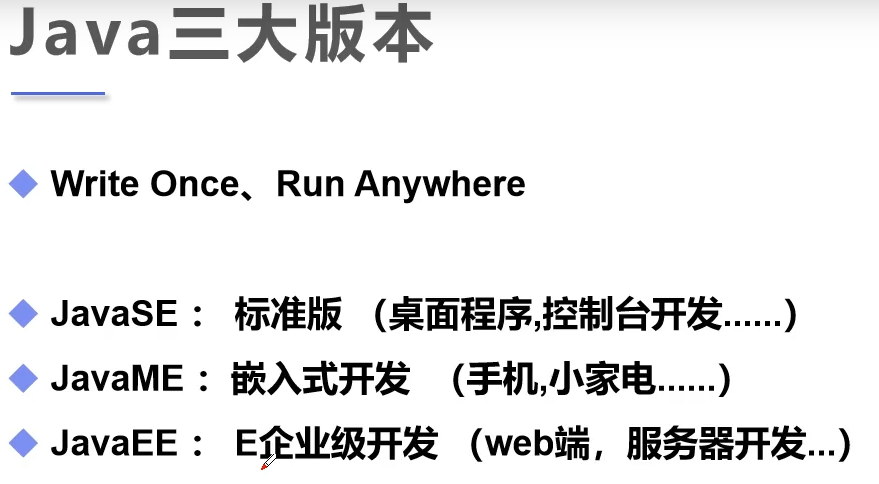 Java三大版本
Write Once、Run Anywhere
JavaSE： 标准版 （桌面程序,控制台开发......）
JavaME：嵌入式开发 （手机,小家电......）
JavaEE： E企业级开发 （web端，服务器开发...）